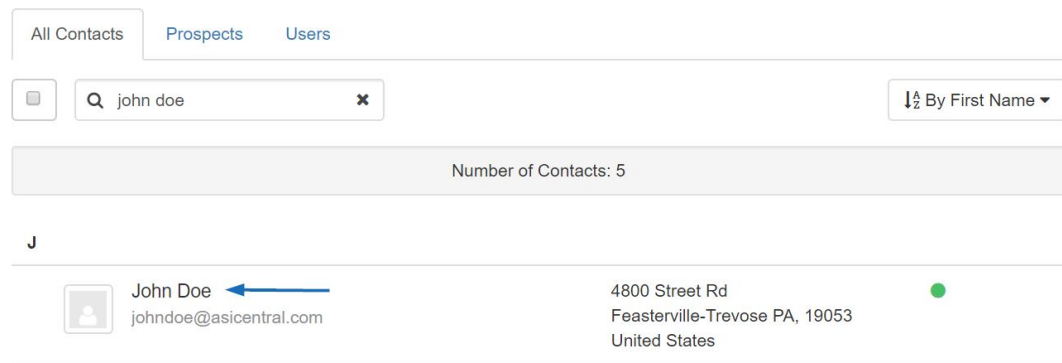 All Contacts Prospects Users
john doe By First Name
Number of Contacts: 5
J
John Doe 4800 Street Rd
johndoe@asicentral.com Feasterville-Trevose PA, 19053
United States